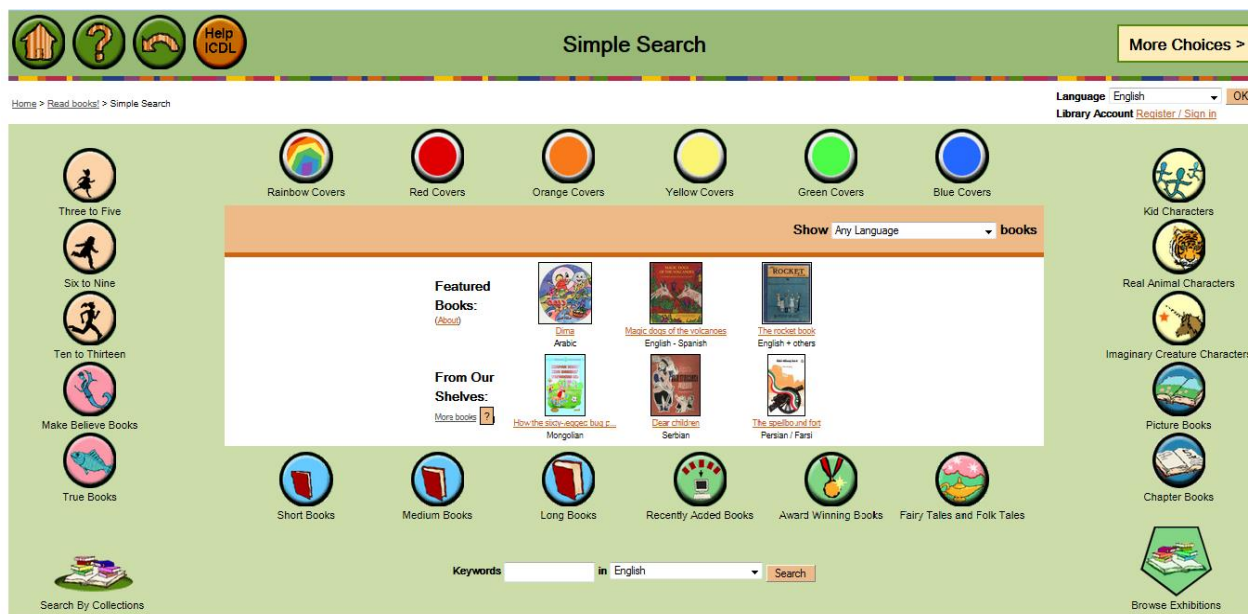 Help
ICDL
Simple Search
More Choices >
Home > Read books! > Simple Search
Language English OK
Library Account Register / Sign in
Rainbow Covers
Red Covers
Orange Covers
Yellow Covers
Green Covers
Blue Covers
Three to Five
Six to Nine
Ten to Thirteen
Make Believe Books
True Books
Show Any Language books
Featured
Books:
(About)
Dima
Arabic
MAGIC DOGS
OF THE VOLCANOES
Magic dogs of the volcanoes
English - Spanish
ROCKET
The rocket book
English + others
From Our
Shelves:
More books ?
How the sixty-legged bug p...
Mongolian
Dear children
Serbian
The spellbound fort
Persian / Farsi
Kid Characters
Real Animal Characters
Imaginary Creature Characters
Picture Books
Chapter Books
Short Books
Medium Books
Long Books
Recently Added Books
Award Winning Books
Fairy Tales and Folk Tales
Keywords in English Search
Search By Collections
Browse Exhibitions